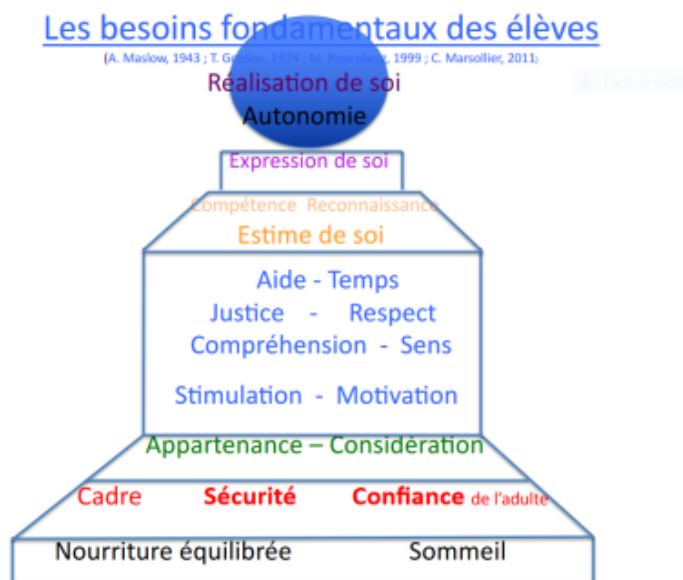 Les besoins fondamentaux des élèves
(A. Maslow, 1943 ; T. Gordon, 1974 ; M. Rosenberg, 1999 ; C. Marsollier, 2011)
Réalisation de soi
Autonomie
Expression de soi
Compétence Reconnaissance
Estime de soi
Aide - Temps
Justice - Respect
Compréhension - Sens
Stimulation - Motivation
Appartenance – Considération
Cadre Sécurité Confiance de l'adulte
Nourriture équilibrée Sommeil